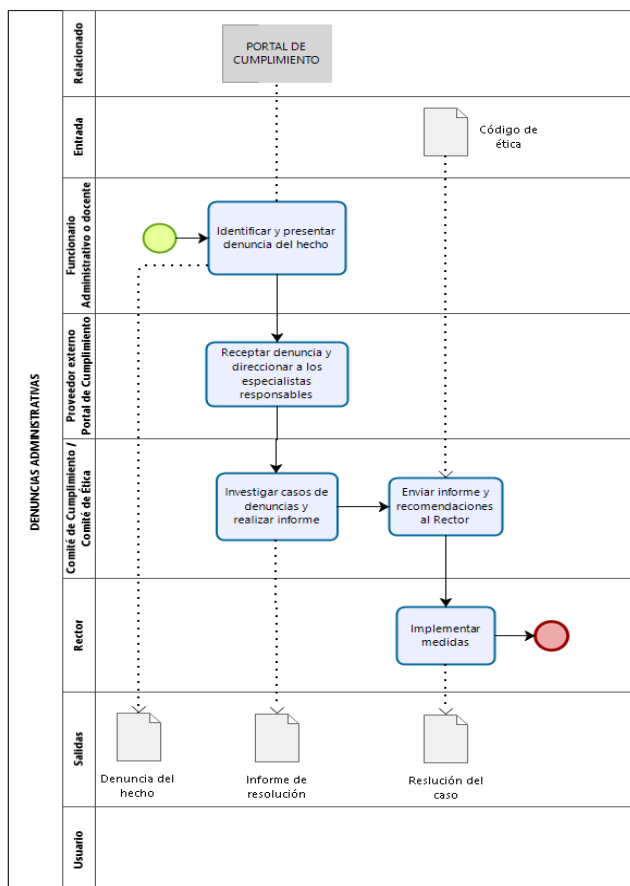 DENUNCIAS ADMINISTRATIVAS
Relacionado
PORTAL DE
CUMPLIMIENTO
Entrada
Código de
ética
Funcionario
Administrativo o docente
Identificar y presentar
denuncia del hecho
Proveedor externo
Portal de Cumplimiento
Receptar denuncia y
direccionar a los
especialistas
responsables
Comité de Cumplimiento /
Comité de Ética
Investigar casos de
denuncias y
realizar informe
Enviar informe y
recomendaciones
al Rector
Rector
Implementar
medidas
Salidas
Denuncia del
hecho
Informe de
resolución
Reslución del
caso
Usuario